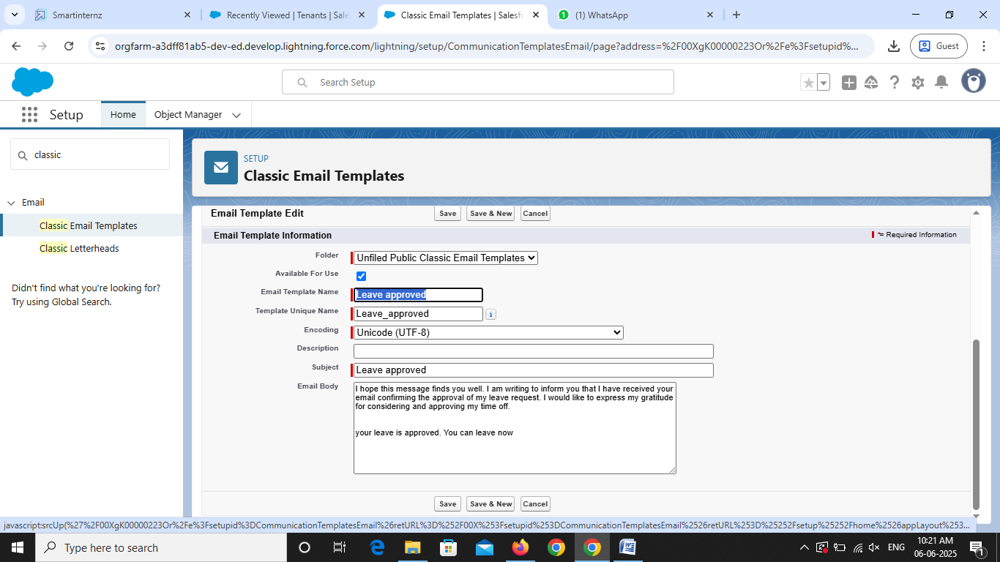 Smartinternz
Recently Viewed | Tenants | Sale
Classic Email Templates | Salesfo
(1) WhatsApp
orgfarm-a3dff81ab5-dev-ed.develop.lightning.force.com/lightning/setup/CommunicationTemplatesEmail/page?address=%2F00XgK00000223Or%2Fe%3Fsetupid%...
Guest
Search Setup
Setup
Home
Object Manager
classic
SETUP
Classic Email Templates
Email
Classic Email Templates
Classic Letterheads
Didn't find what you're looking for?
Try using Global Search.
Email Template Edit
Save
Save & New
Cancel
Email Template Information
= Required Information
Folder
Unfiled Public Classic Email Templates
Available For Use
Email Template Name
Leave approved
Template Unique Name
Leave_approved
i
Encoding
Unicode (UTF-8)
Description
Subject
Leave approved
Email Body
I hope this message finds you well. I am writing to inform you that I have received your
email confirming the approval of my leave request. I would like to express my gratitude
for considering and approving my time off.
your leave is approved. You can leave now
Save
Save & New
Cancel
javascript:srcUp(%27%2F00XgK00000223Or%2Fe%3Fsetupid%3DCommunicationTemplatesEmail%26retURL%3D%252F00X%253Fsetupid%253DCommunicationTemplatesEmail%2526retURL%253D%25252Fsetup%25252Fhome%2526appLayout%253...
Type here to search
ENG
10:21 AM
06-06-2025
1